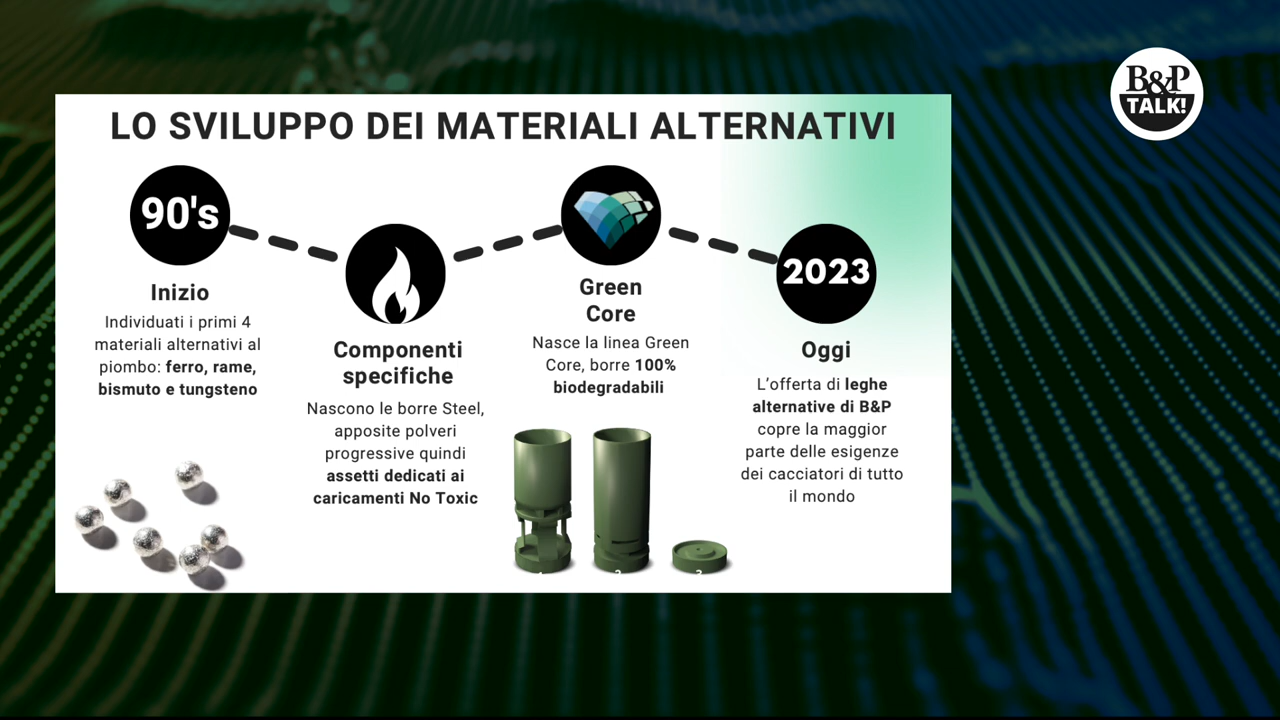 B&P
TALK!
LO SVILUPPO DEI MATERIALI ALTERNATIVI
90's
Inizio
Individuati i primi 4
materiali alternativi al
piombo: ferro, rame,
bismuto e tungsteno
Componenti
specifiche
Nascono le borre Steel,
apposite polveri
progressive quindi
assetti dedicati ai
caricamenti No Toxic
Green
Core
Nasce la linea Green
Core, borre 100%
biodegradabili
2023
Oggi
L'offerta di leghe
alternative di B&P
copre la maggior
parte delle esigenze
dei cacciatori di tutto
il mondo